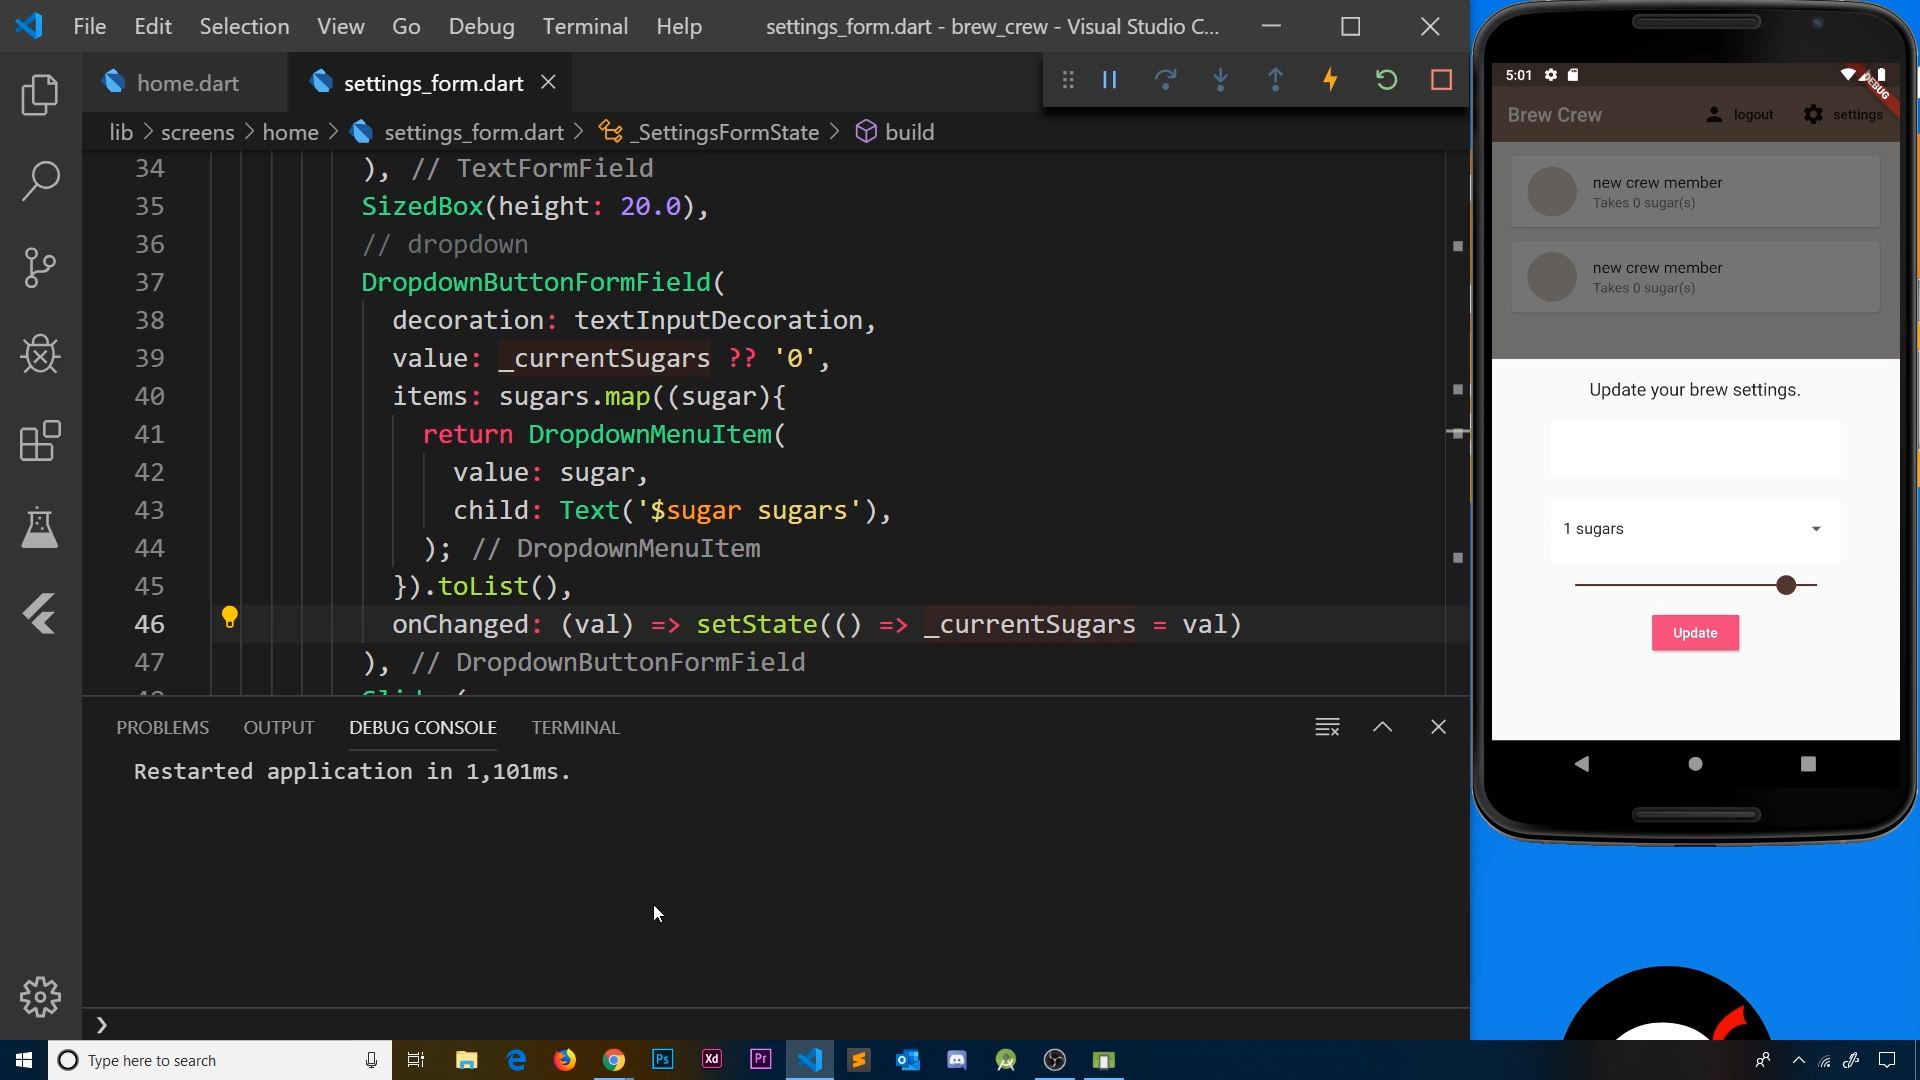 File Edit Selection View Go Debug Terminal Help settings_form.dart - brew_crew - Visual Studio C...
home.dart settings_form.dart
lib > screens > home > settings_form.dart > _SettingsFormState > build
34 ), // TextFormField
35 SizedBox(height: 20.0),
36 // dropdown
37 DropdownButtonFormField(
38 decoration: textInputDecoration,
39 value: _currentSugars ?? '0',
40 items: sugars.map((sugar){
41 return DropdownMenuItem(
42 value: sugar,
43 child: Text('$sugar sugars'),
44 ); // DropdownMenuItem
45 }).toList(),
46 onChanged: (val) => setState(() => _currentSugars = val)
47 ), // DropdownButtonFormField
PROBLEMS OUTPUT DEBUG CONSOLE TERMINAL
Restarted application in 1,101ms.
Type here to search
Ps Xd Pr
5:01
DEBUG
Brew Crew logout settings
new crew member
Takes 0 sugar(s)
new crew member
Takes 0 sugar(s)
Update your brew settings.
1 sugars
Update